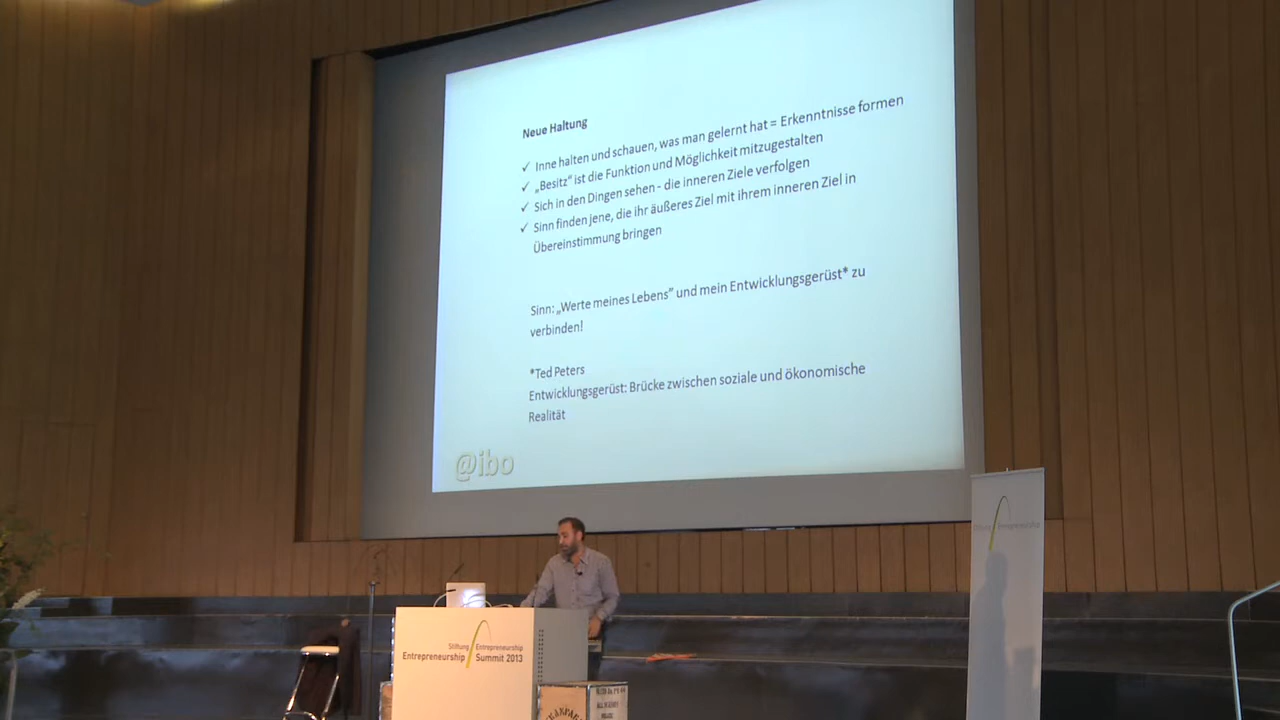 Neue Haltung
✓ Inne halten und schauen, was man gelernt hat = Erkenntnisse formen
✓ „Besitz“ ist die Funktion und Möglichkeit mitzugestalten
✓ Sich in den Dingen sehen - die inneren Ziele verfolgen
✓ Sinn finden jene, die ihr äußeres Ziel mit ihrem inneren Ziel in
Übereinstimmung bringen
Sinn: „Werte meines Lebens” und mein Entwicklungsgerüst* zu
verbinden!
*Ted Peters
Entwicklungsgerüst: Brücke zwischen soziale und ökonomische
Realität
@ibo
Stiftung Entrepreneurship
Stiftung Entrepreneurship
Entrepreneurship Summit 2013